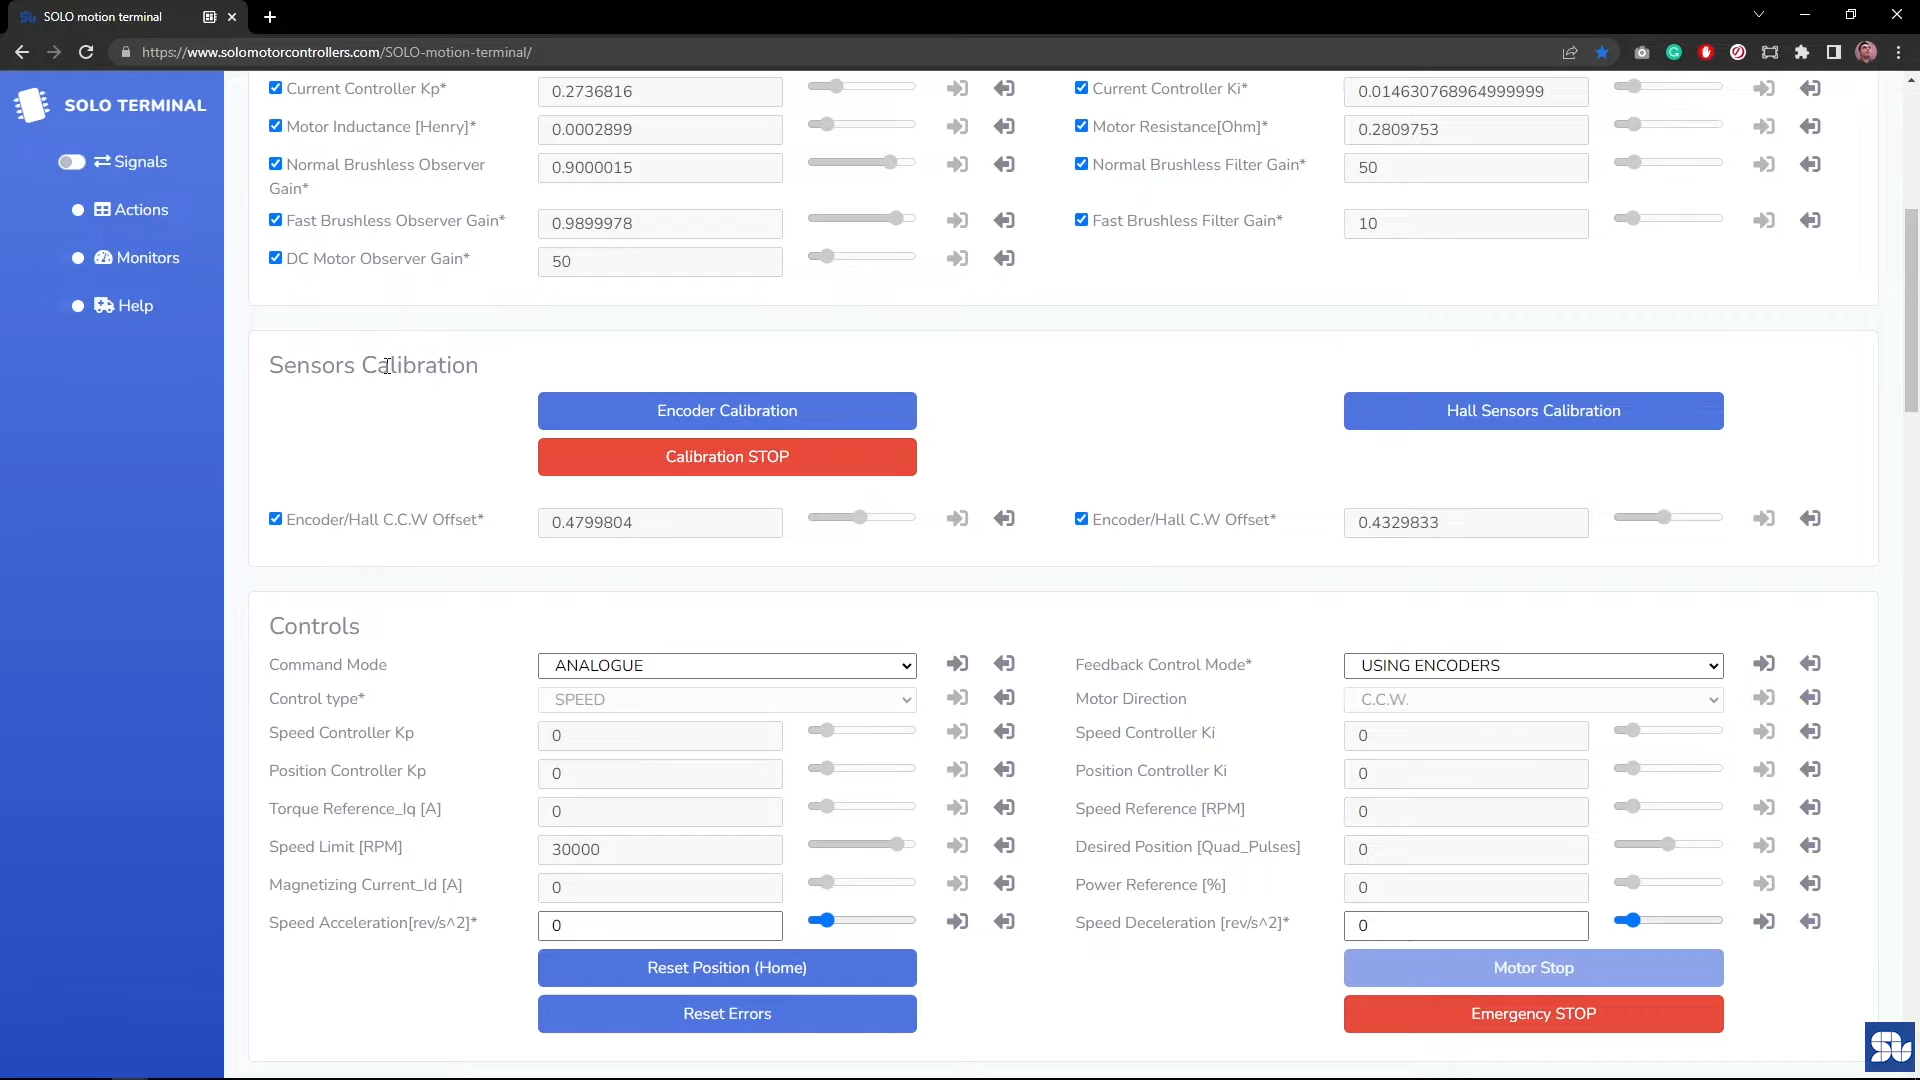 SOLO motion terminal
https://www.solomotorcontrollers.com/SOLO-motion-terminal/
SOLO TERMINAL
Signals
Actions
Monitors
Help
Current Controller Kp* 0.2736816 Current Controller Ki* 0.014630768964999999
Motor Inductance [Henry]* 0.0002899 Motor Resistance[Ohm]* 0.2809753
Normal Brushless Observer Gain* 0.9000015 Normal Brushless Filter Gain* 50
Fast Brushless Observer Gain* 0.9899978 Fast Brushless Filter Gain* 10
DC Motor Observer Gain* 50
Sensors Calibration
Encoder Calibration Hall Sensors Calibration
Calibration STOP
Encoder/Hall C.C.W Offset* 0.4799804 Encoder/Hall C.W Offset* 0.4329833
Controls
Command Mode ANALOGUE Feedback Control Mode* USING ENCODERS
Control type* SPEED Motor Direction C.C.W.
Speed Controller Kp 0 Speed Controller Ki 0
Position Controller Kp 0 Position Controller Ki 0
Torque Reference_Iq [A] 0 Speed Reference [RPM] 0
Speed Limit [RPM] 30000 Desired Position [Quad_Pulses] 0
Magnetizing Current_Id [A] 0 Power Reference [%] 0
Speed Acceleration[rev/s^2]* 0 Speed Deceleration [rev/s^2]* 0
Reset Position (Home) Motor Stop
Reset Errors Emergency STOP